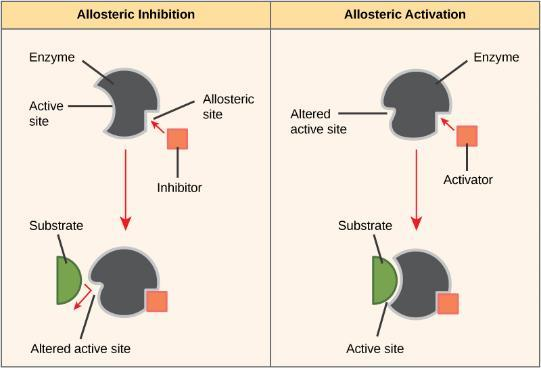 Allosteric Inhibition
Enzyme
Active
site
Allosteric
site
Inhibitor
Substrate
Altered active site
Allosteric Activation
Enzyme
Altered
active site
Activator
Substrate
Active site